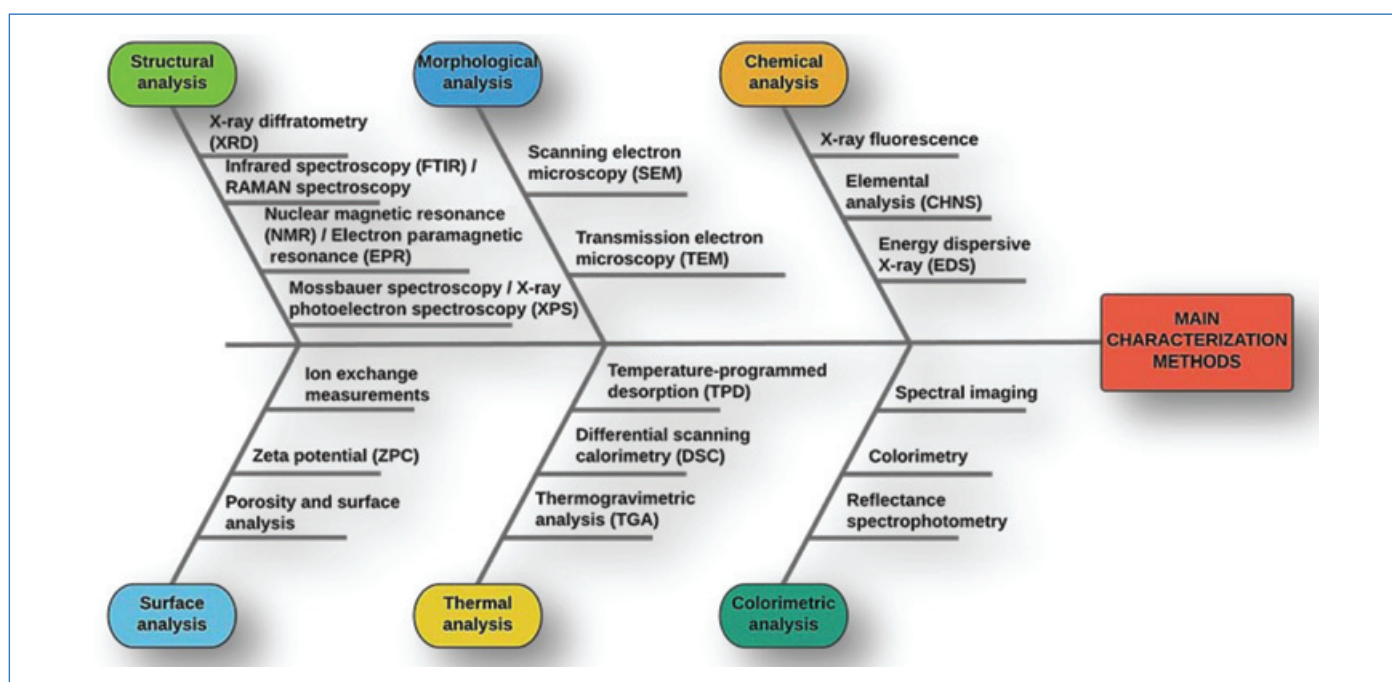 Structural
analysis
X-ray diffratometry
(XRD)
Infrared spectroscopy (FTIR) /
RAMAN spectroscopy
Nuclear magnetic resonance
(NMR) / Electron paramagnetic
resonance (EPR)
Mossbauer spectroscopy / X-ray
photoelectron spectroscopy (XPS)
Morphological
analysis
Scanning electron
microscopy (SEM)
Transmission electron
microscopy (TEM)
Chemical
analysis
X-ray fluorescence
Elemental
analysis (CHNS)
Energy dispersive
X-ray (EDS)
MAIN
CHARACTERIZATION
METHODS
Ion exchange
measurements
Zeta potential (ZPC)
Porosity and surface
analysis
Surface
analysis
Temperature-programmed
desorption (TPD)
Differential scanning
calorimetry (DSC)
Thermogravimetric
analysis (TGA)
Thermal
analysis
Spectral imaging
Colorimetry
Reflectance
spectrophotometry
Colorimetric
analysis